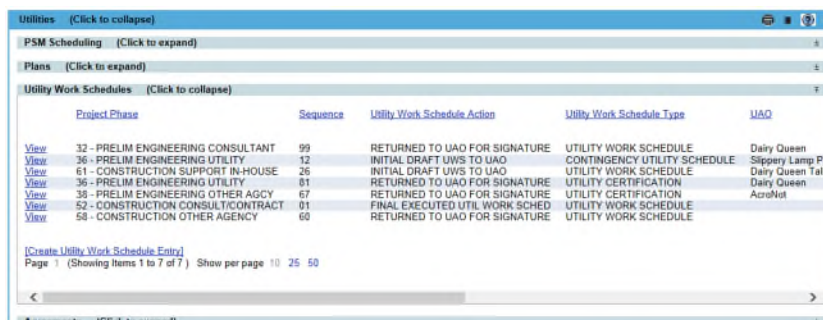 Utilities (Click to collapse)
PSM Scheduling (Click to expand)
Plans (Click to expand)
Utility Work Schedules (Click to collapse)
Project Phase Sequence Utility Work Schedule Action Utility Work Schedule Type UAO
View 32 - PRELIM ENGINEERING CONSULTANT 99 RETURNED TO UAO FOR SIGNATURE UTILITY WORK SCHEDULE Dairy Queen
View 36 - PRELIM ENGINEERING UTILITY 12 INITIAL DRAFT UWS TO UAO CONTINGENCY UTILITY SCHEDULE Slippery Lamp P
View 61 - CONSTRUCTION SUPPORT IN-HOUSE 26 INITIAL DRAFT UWS TO UAO UTILITY WORK SCHEDULE Dairy Queen Tal
View 36 - PRELIM ENGINEERING UTILITY 81 RETURNED TO UAO FOR SIGNATURE UTILITY CERTIFICATION Dairy Queen
View 38 - PRELIM ENGINEERING OTHER AGCY 67 RETURNED TO UAO FOR SIGNATURE UTILITY CERTIFICATION
View 52 - CONSTRUCTION CONSULT/CONTRACT 01 FINAL EXECUTED UTIL WORK SCHED UTILITY WORK SCHEDULE
View 58 - CONSTRUCTION OTHER AGENCY 60 RETURNED TO UAO FOR SIGNATURE UTILITY WORK SCHEDULE
[Create Utility Work Schedule Entry]
Page 1 (Showing Items 1 to 7 of 7 ) Show per page 10 25 50